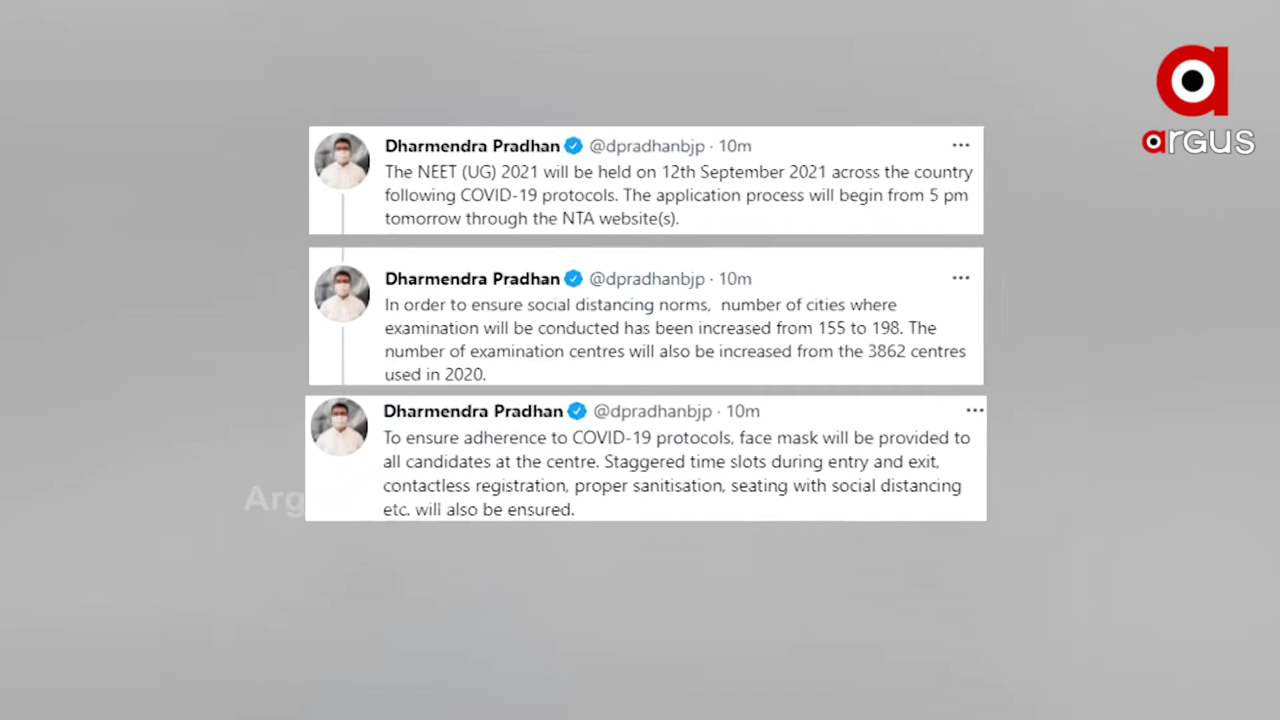 argus
Dharmendra Pradhan @dpradhanbjp · 10m
The NEET (UG) 2021 will be held on 12th September 2021 across the country
following COVID-19 protocols. The application process will begin from 5 pm
tomorrow through the NTA website(s).
Dharmendra Pradhan @dpradhanbjp · 10m
In order to ensure social distancing norms,  number of cities where
examination will be conducted has been increased from 155 to 198. The
number of examination centres will also be increased from the 3862 centres
used in 2020.
Dharmendra Pradhan @dpradhanbjp · 10m
To ensure adherence to COVID-19 protocols, face mask will be provided to
all candidates at the centre. Staggered time slots during entry and exit,
contactless registration, proper sanitisation, seating with social distancing
etc. will also be ensured.